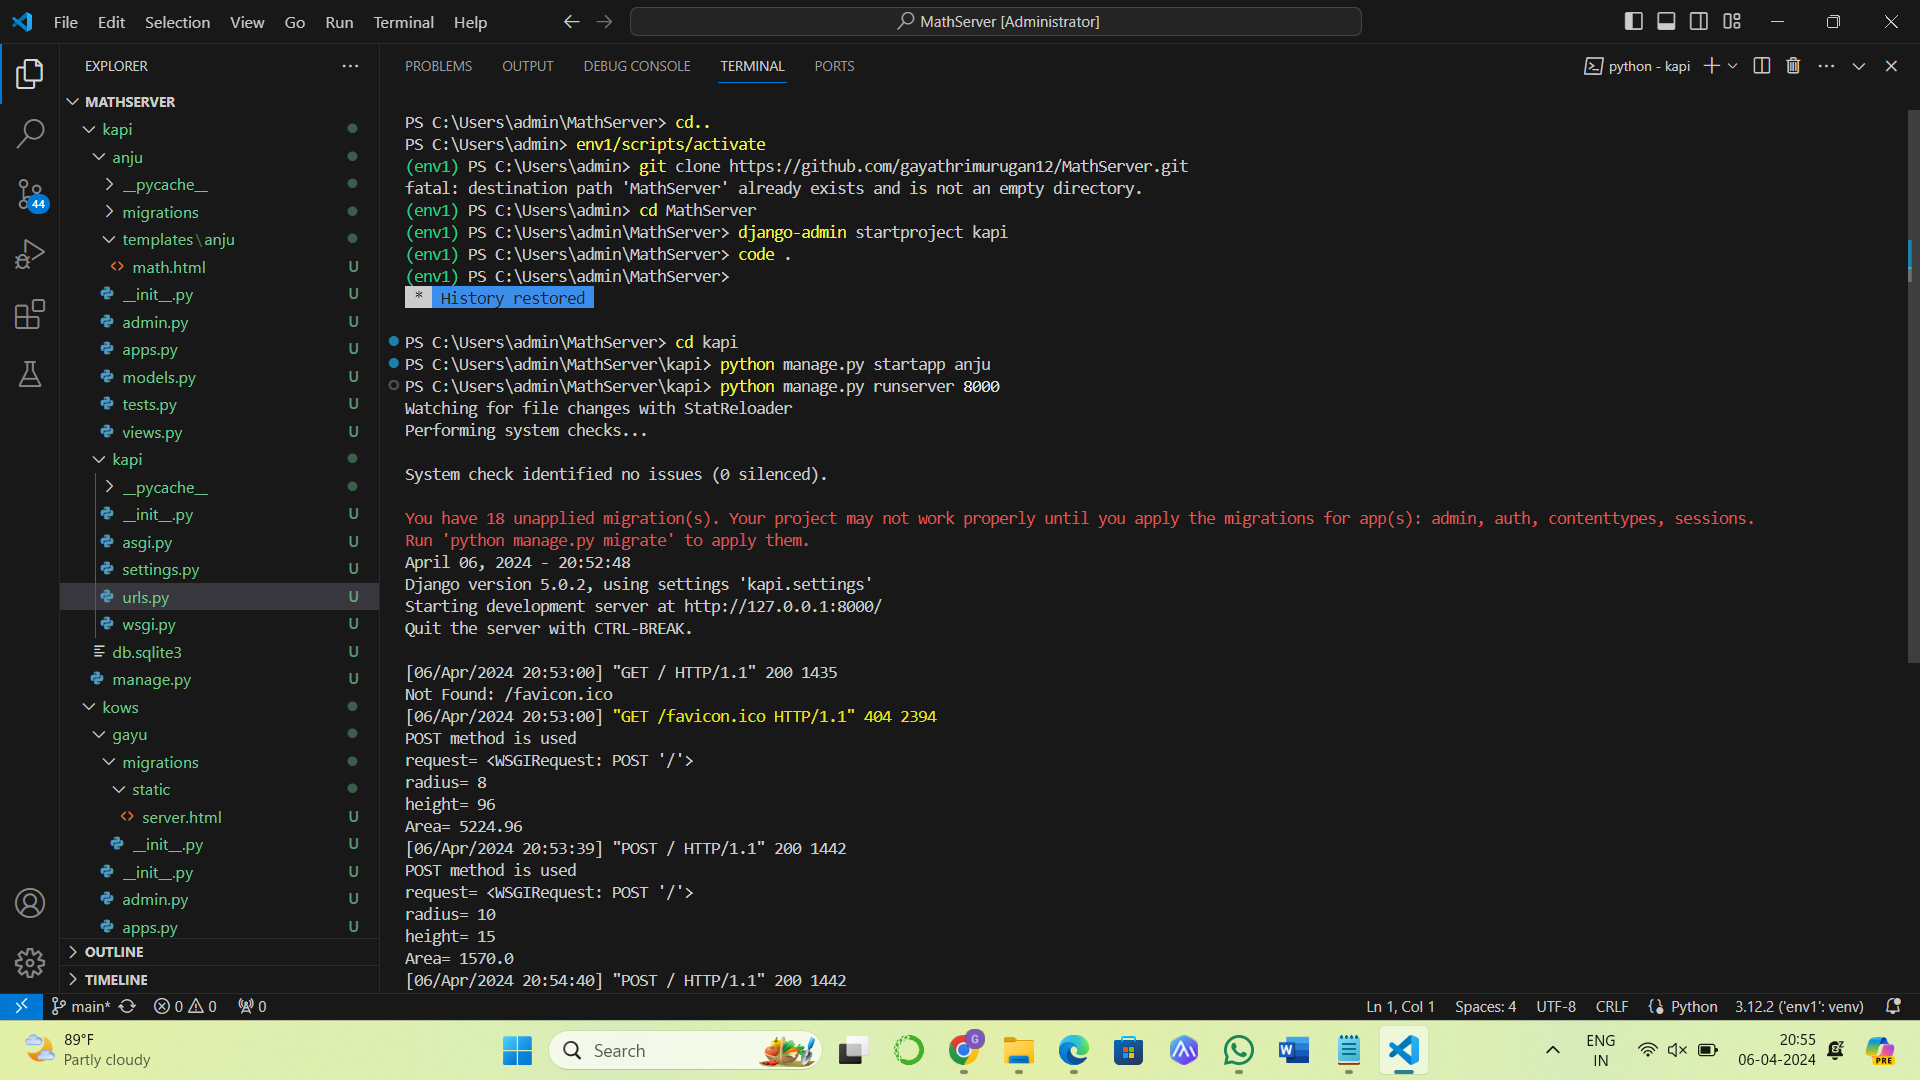 File Edit Selection View Go Run Terminal Help
MathServer [Administrator]
EXPLORER
MATHSERVER
kapi
anju
__pycache__
migrations
templates\anju
math.html U
__init__.py U
admin.py U
apps.py U
models.py U
tests.py U
views.py U
kapi
__pycache__
__init__.py U
asgi.py U
settings.py U
urls.py U
wsgi.py U
db.sqlite3 U
manage.py U
kows
gayu
migrations
static
server.html U
__init__.py U
__init__.py U
admin.py U
apps.py U
OUTLINE
TIMELINE
44
PROBLEMS OUTPUT DEBUG CONSOLE TERMINAL PORTS
python - kapi
PS C:\Users\admin\MathServer> cd..
PS C:\Users\admin> env1/scripts/activate
(env1) PS C:\Users\admin> git clone https://github.com/gayathrimurugan12/MathServer.git
fatal: destination path 'MathServer' already exists and is not an empty directory.
(env1) PS C:\Users\admin> cd MathServer
(env1) PS C:\Users\admin\MathServer> django-admin startproject kapi
(env1) PS C:\Users\admin\MathServer> code .
(env1) PS C:\Users\admin\MathServer>
* History restored
PS C:\Users\admin\MathServer> cd kapi
PS C:\Users\admin\MathServer\kapi> python manage.py startapp anju
PS C:\Users\admin\MathServer\kapi> python manage.py runserver 8000
Watching for file changes with StatReloader
Performing system checks...
System check identified no issues (0 silenced).
You have 18 unapplied migration(s). Your project may not work properly until you apply the migrations for app(s): admin, auth, contenttypes, sessions.
Run 'python manage.py migrate' to apply them.
April 06, 2024 - 20:52:48
Django version 5.0.2, using settings 'kapi.settings'
Starting development server at http://127.0.0.1:8000/
Quit the server with CTRL-BREAK.
[06/Apr/2024 20:53:00] "GET / HTTP/1.1" 200 1435
Not Found: /favicon.ico
[06/Apr/2024 20:53:00] "GET /favicon.ico HTTP/1.1" 404 2394
POST method is used
request= <WSGIRequest: POST '/'>
radius= 8
height= 96
Area= 5224.96
[06/Apr/2024 20:53:39] "POST / HTTP/1.1" 200 1442
POST method is used
request= <WSGIRequest: POST '/'>
radius= 10
height= 15
Area= 1570.0
[06/Apr/2024 20:54:40] "POST / HTTP/1.1" 200 1442
main* 0 0 0
Ln 1, Col 1 Spaces: 4 UTF-8 CRLF Python 3.12.2 ('env1': venv)
89°F
Partly cloudy
Search
G
W
ENG
IN
20:55
06-04-2024
PRE